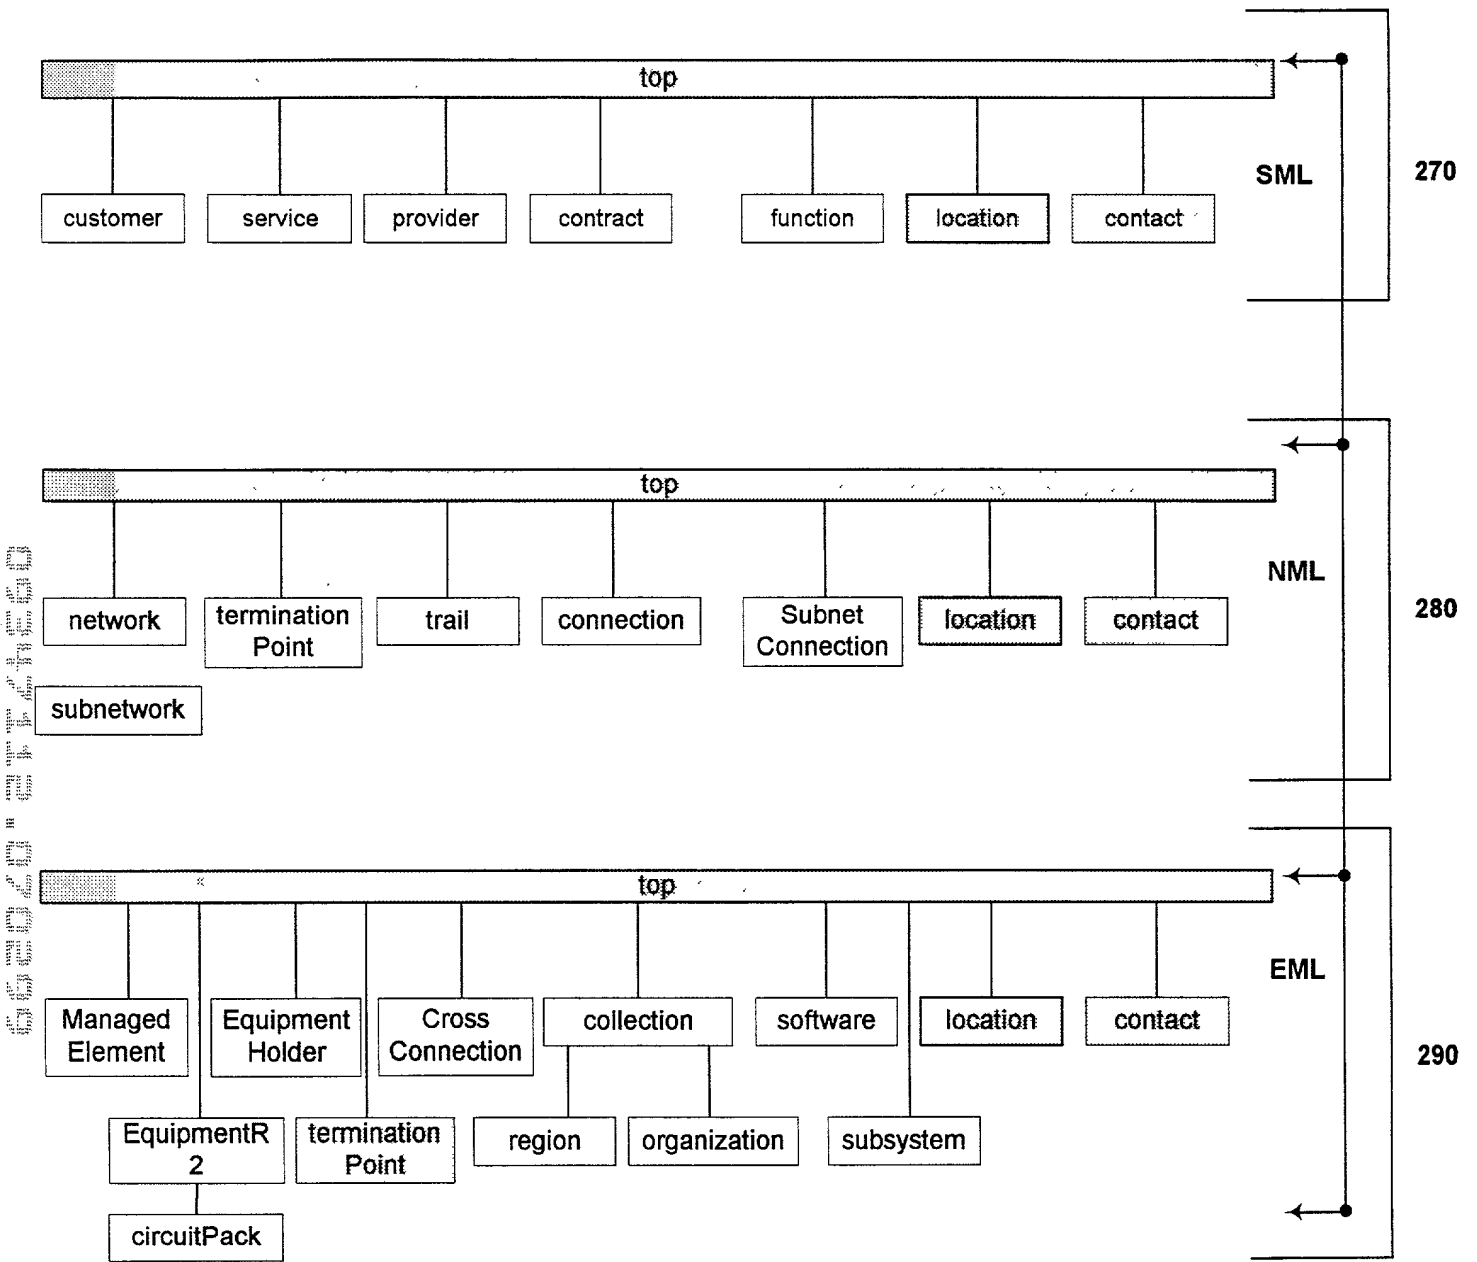 top
SML
270
customer
service
provider
contract
function
location
contact
top
NML
280
network
termination
Point
trail
connection
Subnet
Connection
location
contact
subnetwork
top
EML
290
Managed
Element
Equipment
Holder
Cross
Connection
collection
software
location
contact
EquipmentR
2
termination
Point
region
organization
subsystem
circuitPack